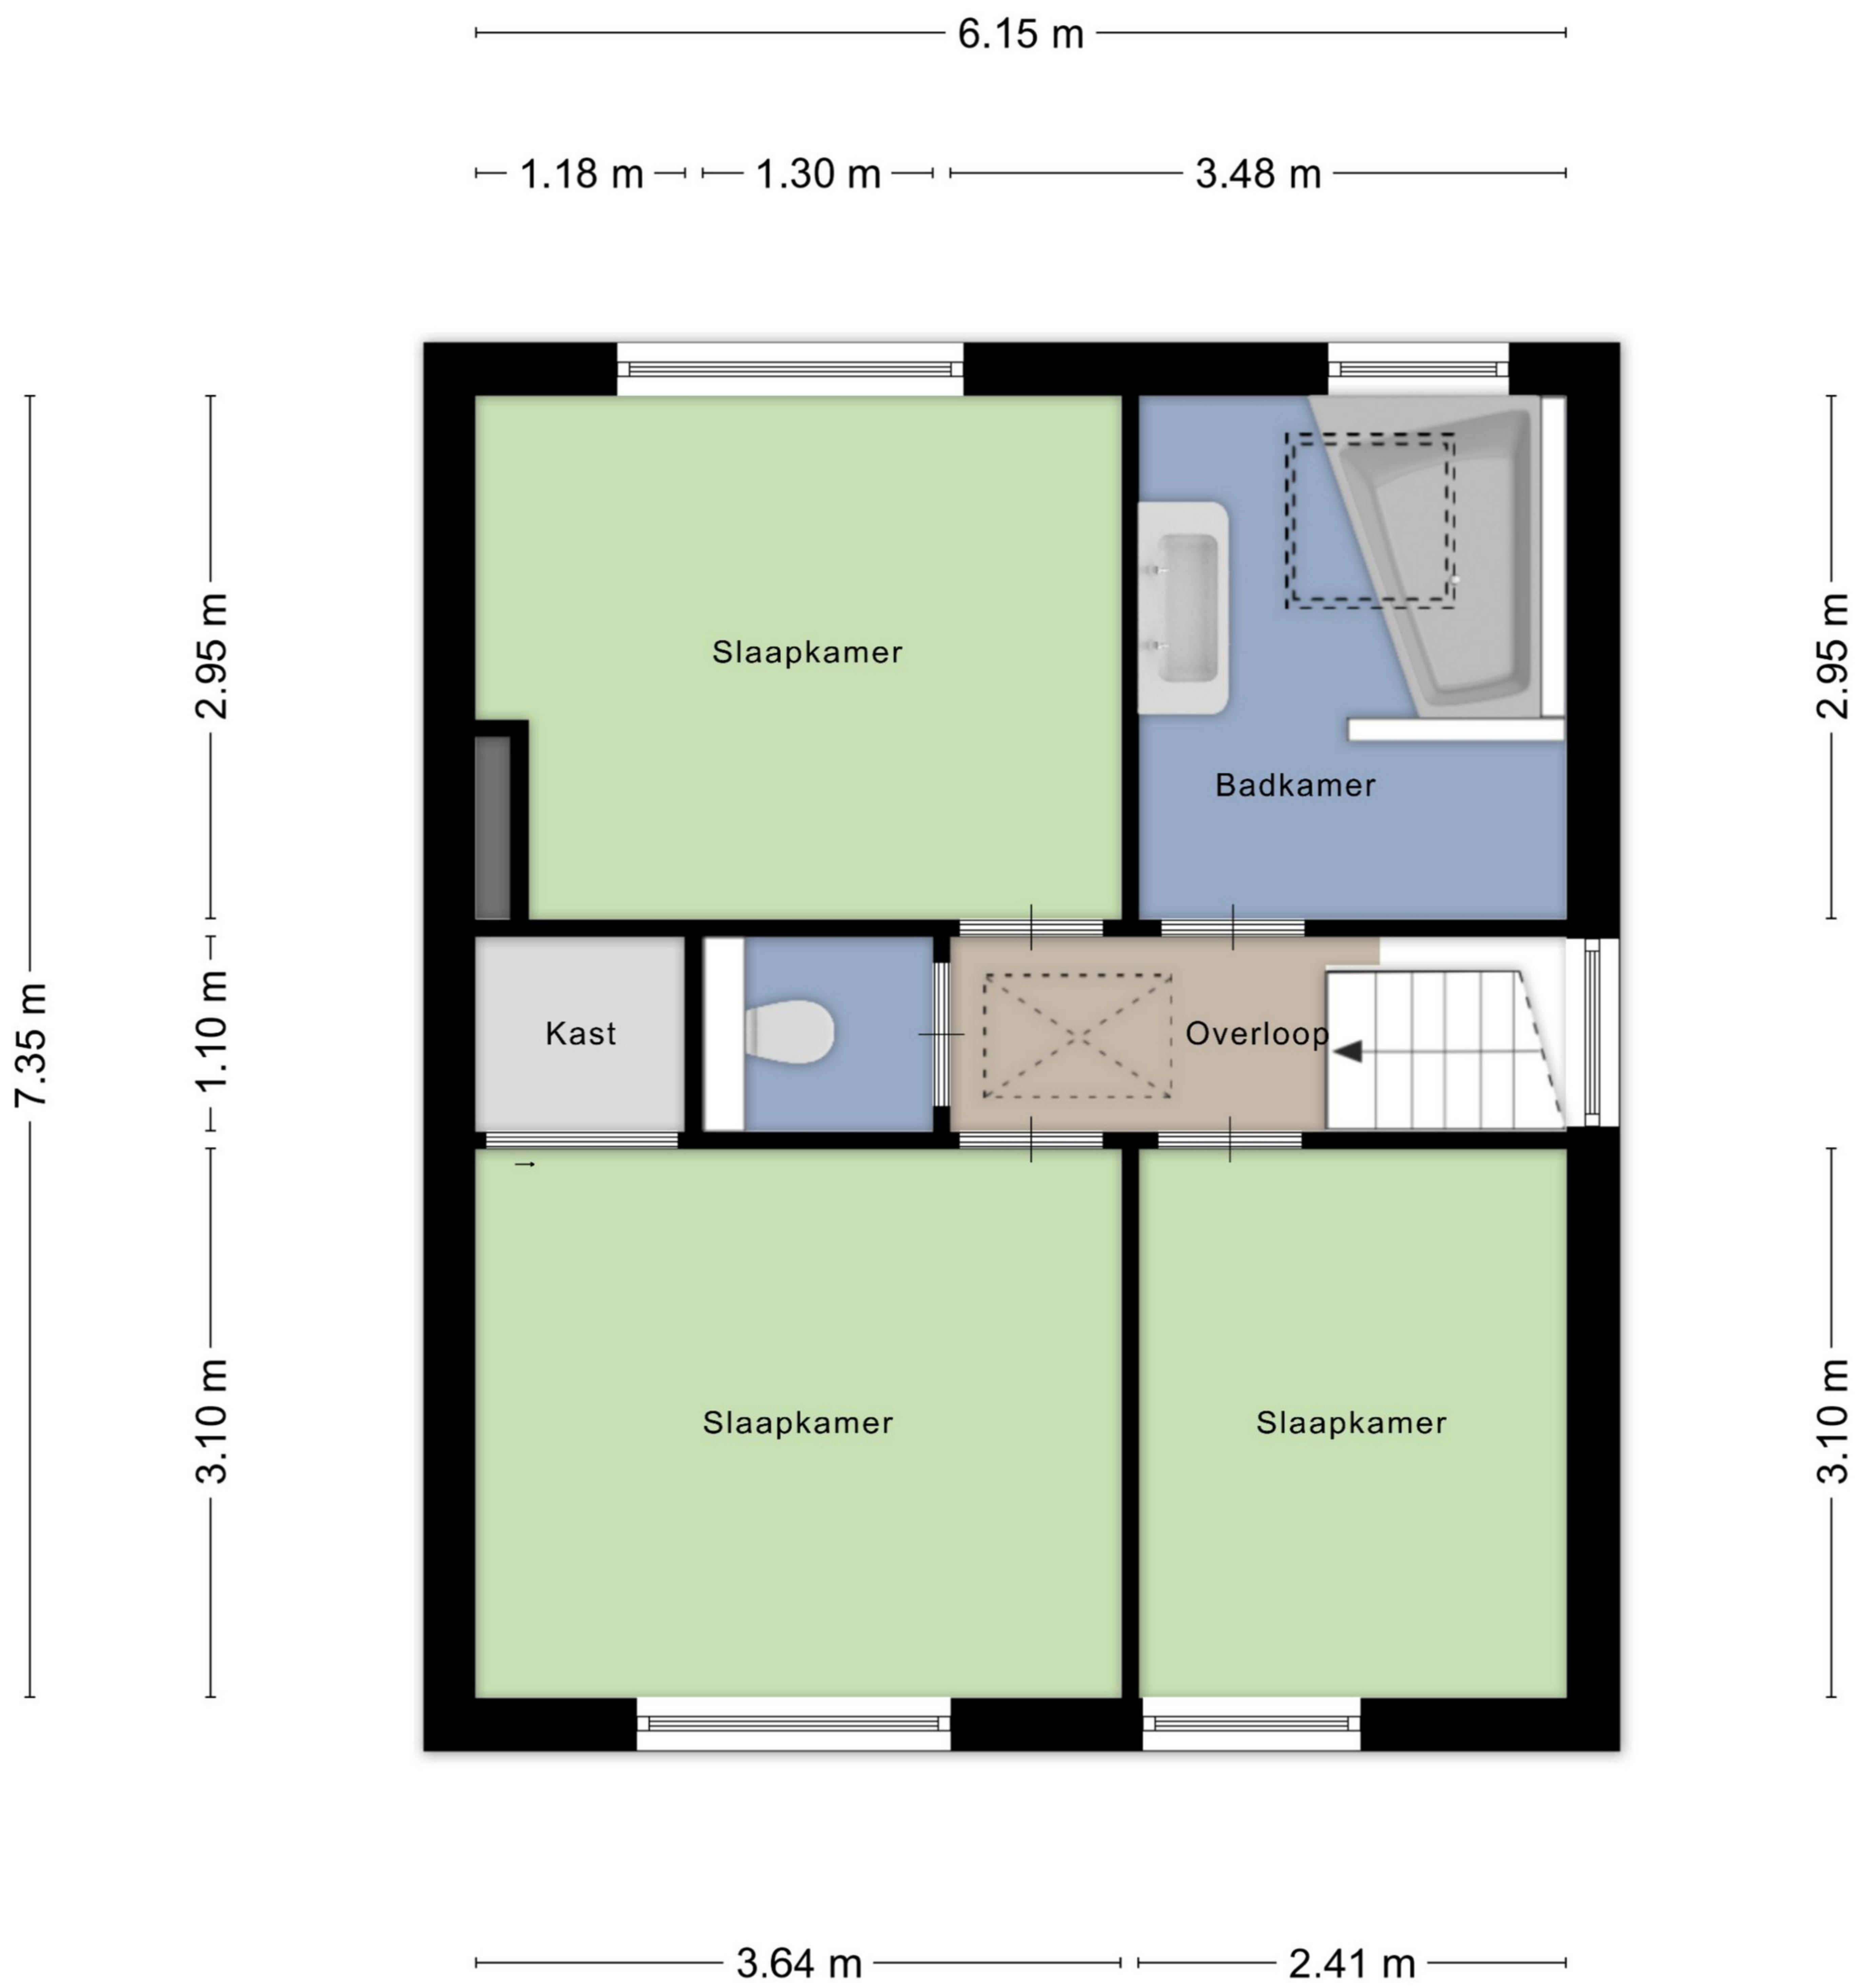 6.15 m
1.18 m
1.30 m
3.48 m
7.35 m
2.95 m
1.10 m
3.10 m
Slaapkamer
Badkamer
Kast
Overloop
Slaapkamer
Slaapkamer
2.95 m
3.10 m
3.64 m
2.41 m